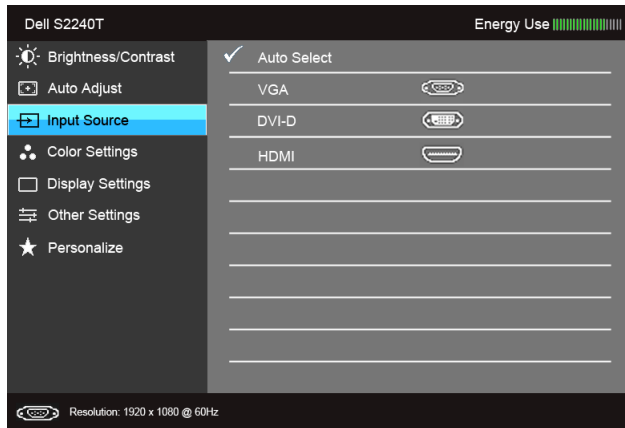 Dell S2240T Energy Use
Brightness/Contrast
Auto Adjust
Input Source
Color Settings
Display Settings
Other Settings
Personalize
Auto Select
VGA
DVI-D
HDMI
Resolution: 1920 x 1080 @ 60Hz